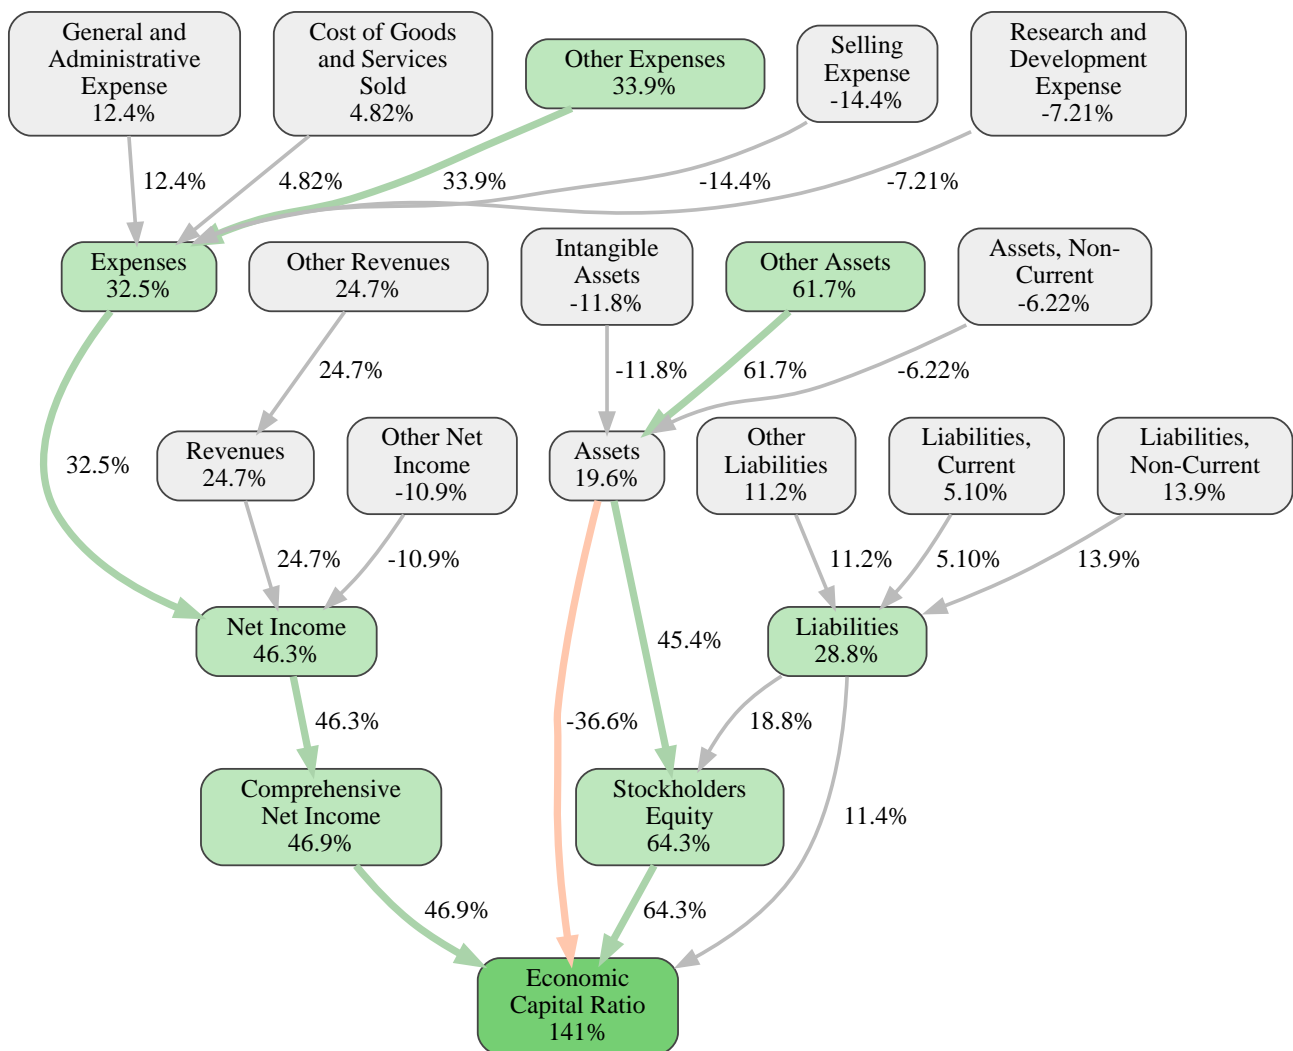 General and
Administrative
Expense
12.4%
Cost of Goods
and Services
Sold
4.82%
Other Expenses
33.9%
Selling
Expense
-14.4%
Research and
Development
Expense
-7.21%
12.4%
4.82%
33.9%
-14.4%
-7.21%
Expenses
32.5%
Other Revenues
24.7%
Intangible
Assets
-11.8%
Other Assets
61.7%
Assets, Non-
Current
-6.22%
24.7%
-11.8%
61.7%
-6.22%
32.5%
Revenues
24.7%
Other Net
Income
-10.9%
Assets
19.6%
Other
Liabilities
11.2%
Liabilities,
Current
5.10%
Liabilities,
Non-Current
13.9%
24.7%
-10.9%
11.2%
5.10%
13.9%
Net Income
46.3%
45.4%
Liabilities
28.8%
46.3%
-36.6%
18.8%
Comprehensive
Net Income
46.9%
Stockholders
Equity
64.3%
11.4%
46.9%
64.3%
Economic
Capital Ratio
141%